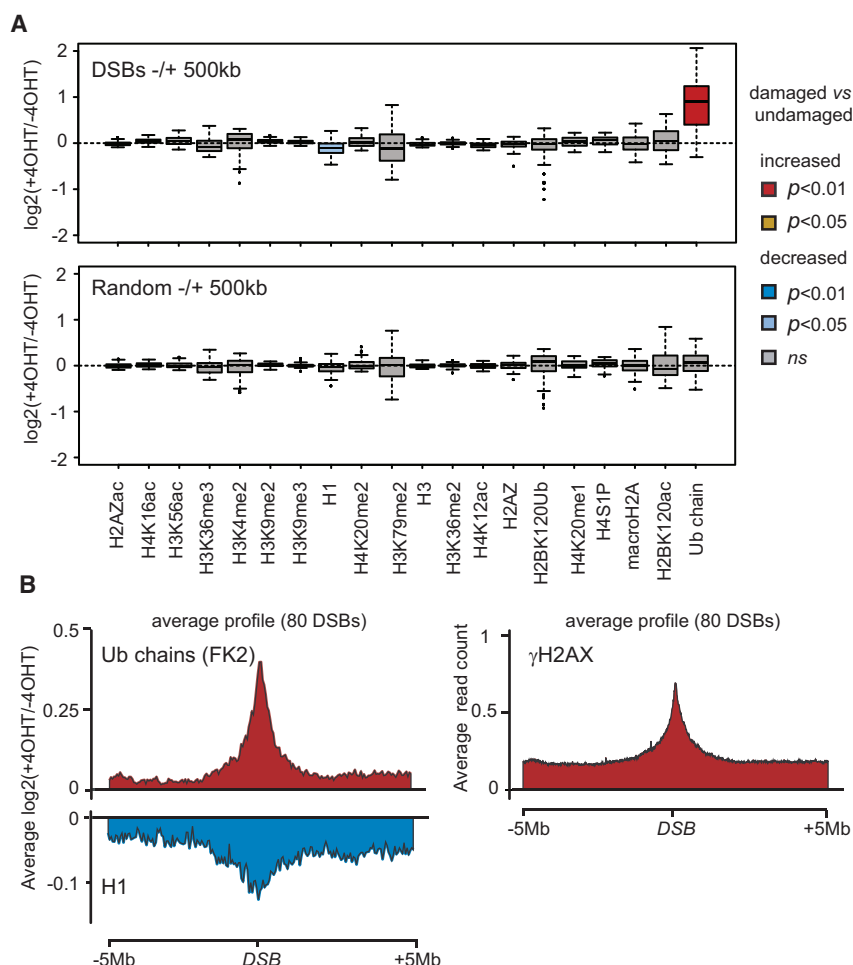 A
DSBs -/+ 500kb
log2(+4OHT/-4OHT)
2
1
0
-1
-2
Random -/+ 500kb
log2(+4OHT/-4OHT)
2
1
0
-1
-2
damaged vs
undamaged
increased
p<0.01
p<0.05
decreased
p<0.01
p<0.05
ns
H2AZac
H4K16ac
H3K56ac
H3K36me3
H3K4me2
H3K9me2
H3K9me3
H1
H4K20me2
H3K79me2
H3
H3K36me2
H4K12ac
H2AZ
H2BK120Ub
H4K20me1
H4S1P
macroH2A
H2BK120ac
Ub chain
B
average profile (80 DSBs)
Ub chains (FK2)
0.5
0.25
0
0
-0.1
Average log2(+4OHT/-4OHT)
H1
-5Mb
DSB
+5Mb
average profile (80 DSBs)
γH2AX
Average read count
1
0.5
0
-5Mb
DSB
+5Mb